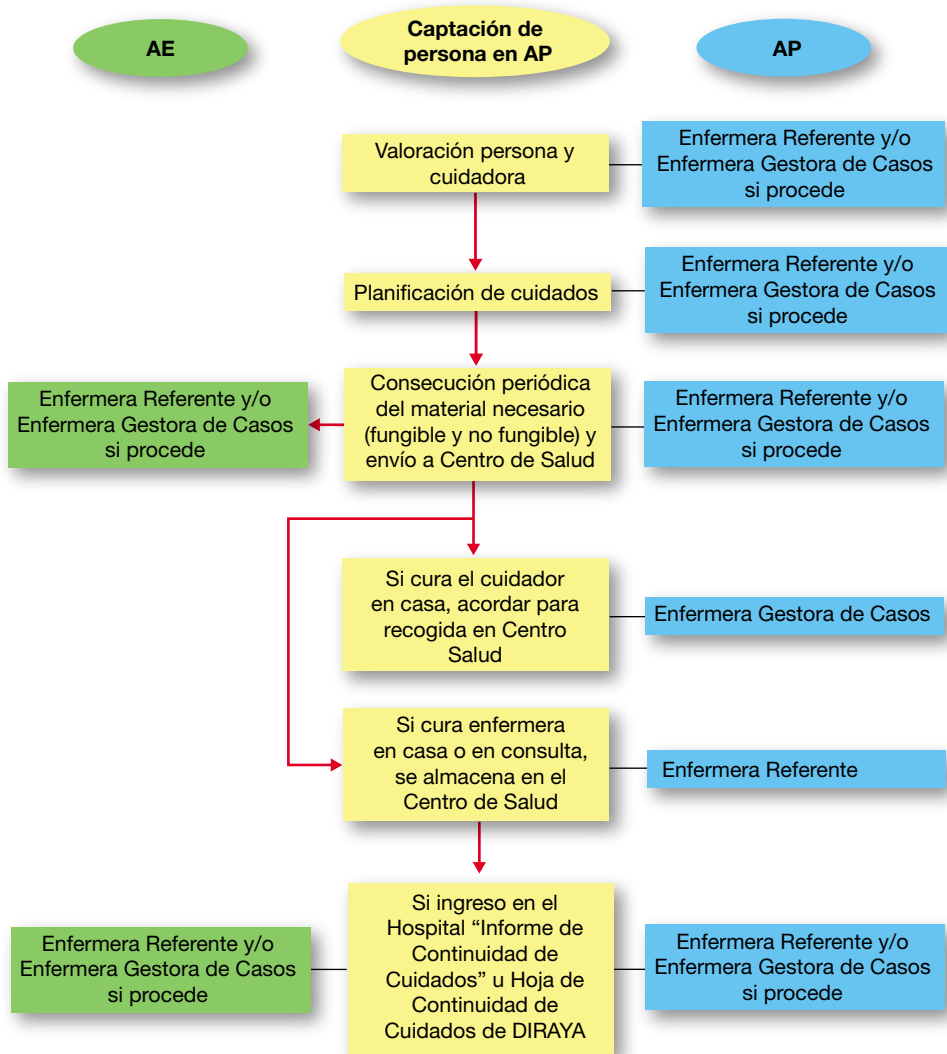 AE
Captación de
persona en AP
AP
Valoración persona y
cuidadora
Enfermera Referente y/o
Enfermera Gestora de Casos
si procede
Planificación de cuidados
Enfermera Referente y/o
Enfermera Gestora de Casos
si procede
Enfermera Referente y/o
Enfermera Gestora de Casos
si procede
Consecución periódica
del material necesario
(fungible y no fungible) y
envío a Centro de Salud
Enfermera Referente y/o
Enfermera Gestora de Casos
si procede
Si cura el cuidador
en casa, acordar para
recogida en Centro
Salud
Enfermera Gestora de Casos
Si cura enfermera
en casa o en consulta,
se almacena en el
Centro de Salud
Enfermera Referente
Enfermera Referente y/o
Enfermera Gestora de Casos
si procede
Si ingreso en el
Hospital “Informe de
Continuidad de
Cuidados” u Hoja de
Continuidad de
Cuidados de DIRAYA
Enfermera Referente y/o
Enfermera Gestora de Casos
si procede